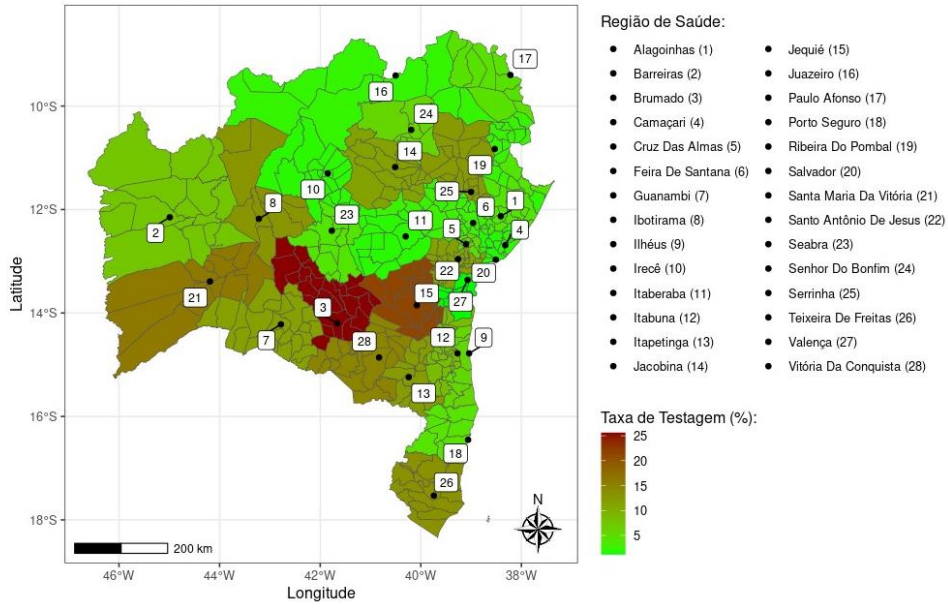 Região de Saúde:
Alagoinhas (1)
Barreiras (2)
Brumado (3)
Camaçari (4)
Cruz Das Almas (5)
Feira De Santana (6)
Guanambi (7)
Ibotirama (8)
Ilhéus (9)
Irecê (10)
Itaberaba (11)
Itabuna (12)
Itapetinga (13)
Jacobina (14)
Jequié (15)
Juazeiro (16)
Paulo Afonso (17)
Porto Seguro (18)
Ribeira Do Pombal (19)
Salvador (20)
Santa Maria Da Vitória (21)
Santo Antônio De Jesus (22)
Seabra (23)
Senhor Do Bonfim (24)
Serrinha (25)
Teixeira De Freitas (26)
Valença (27)
Vitória Da Conquista (28)
Taxa de Testagem (%):
25
20
15
10
5
Latitude
10°S
12°S
14°S
16°S
18°S
17
16
24
14
19
10
25
1
8
23
11
6
2
5
4
22
20
21
3
15
27
7
28
12
9
13
18
26
N
200 km
46°W
44°W
42°W
40°W
38°W
Longitude